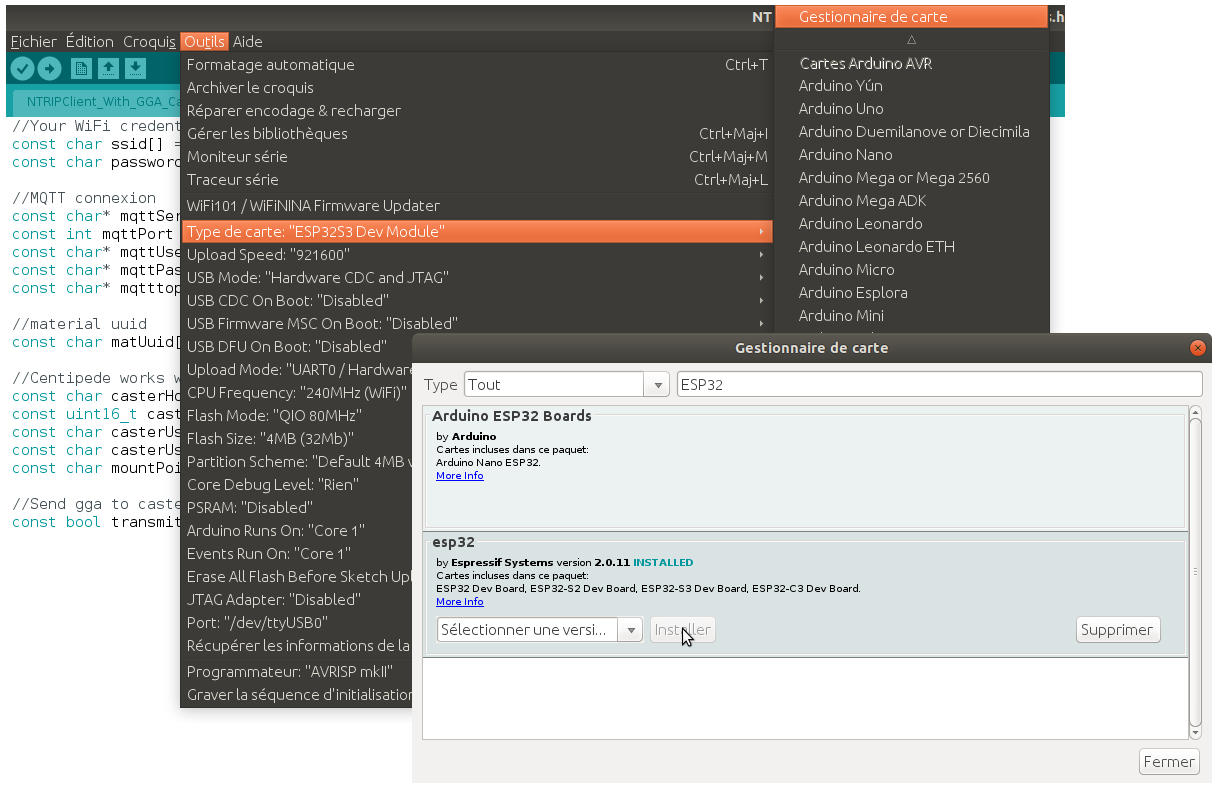 NT
Gestionnaire de carte
s.h
Fichier Édition Croquis Outils Aide
△
Formatage automatique Ctrl+T
Archiver le croquis
Réparer encodage & recharger
Gérer les bibliothèques Ctrl+Maj+I
Moniteur série Ctrl+Maj+M
Traceur série Ctrl+Maj+L
WiFi101 / WiFiNINA Firmware Updater
Type de carte: "ESP32S3 Dev Module"
Upload Speed: "921600"
USB Mode: "Hardware CDC and JTAG"
USB CDC On Boot: "Disabled"
USB Firmware MSC On Boot: "Disabled"
USB DFU On Boot: "Disabled"
Upload Mode: "UART0 / Hardware
CPU Frequency: "240MHz (WiFi)"
Flash Mode: "QIO 80MHz"
Flash Size: "4MB (32Mb)"
Partition Scheme: "Default 4MB v
Core Debug Level: "Rien"
PSRAM: "Disabled"
Arduino Runs On: "Core 1"
Events Run On: "Core 1"
Erase All Flash Before Sketch Upl
JTAG Adapter: "Disabled"
Port: "/dev/ttyUSB0"
Récupérer les informations de la
Programmateur: "AVRISP mkII"
Graver la séquence d'initialisation
Cartes Arduino AVR
Arduino Yún
Arduino Uno
Arduino Duemilanove or Diecimila
Arduino Nano
Arduino Mega or Mega 2560
Arduino Mega ADK
Arduino Leonardo
Arduino Leonardo ETH
Arduino Micro
Arduino Esplora
Arduino Mini
NTRIPClient_With_GGA_Ca
//Your WiFi credent
const char ssid[] =
const char password
//MQTT connexion
const char* mqttSer
const int mqttPort
const char* mqttUse
const char* mqttPas
const char* mqtttop
//material uuid
const char matUuid[
//Centipede works w
const char casterHo
const uint16_t cast
const char casterUs
const char casterUs
const char mountPoi
//Send gga to caste
const bool transmit
Gestionnaire de carte
Type Tout ESP32
Arduino ESP32 Boards
by Arduino
Cartes incluses dans ce paquet:
Arduino Nano ESP32.
More Info
esp32
by Espressif Systems version 2.0.11 INSTALLED
Cartes incluses dans ce paquet:
ESP32 Dev Board, ESP32-S2 Dev Board, ESP32-S3 Dev Board, ESP32-C3 Dev Board.
More Info
Sélectionner une versi... Installer Supprimer
Fermer